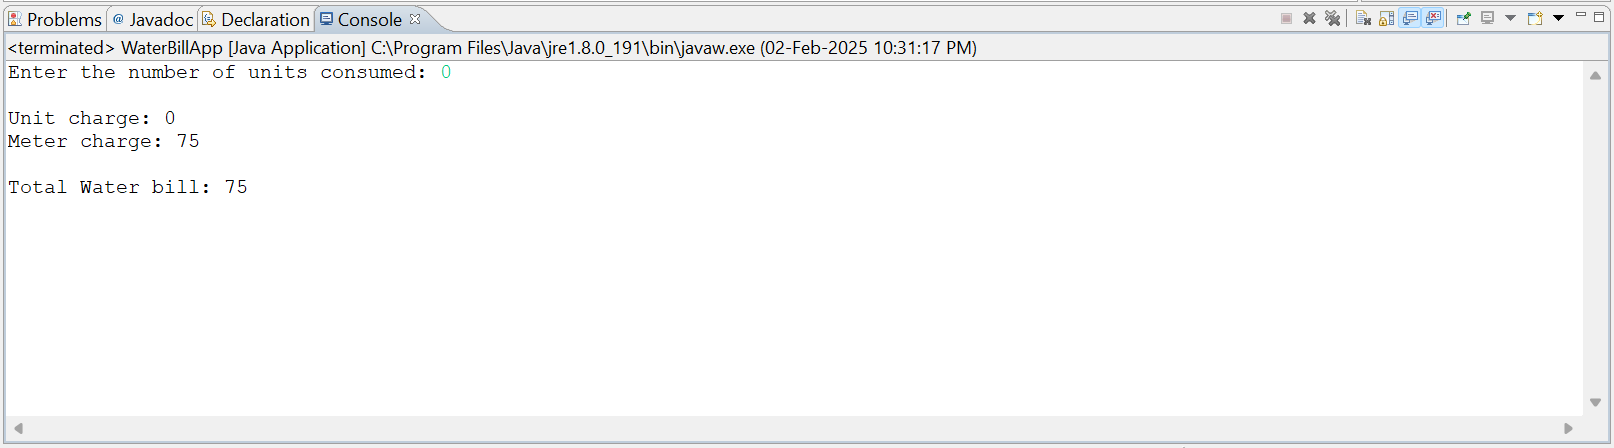 Problems @ Javadoc Declaration Console
<terminated> WaterBillApp [Java Application] C:\Program Files\Java\jre1.8.0_191\bin\javaw.exe (02-Feb-2025 10:31:17 PM)
Enter the number of units consumed: 0
Unit charge: 0
Meter charge: 75
Total Water bill: 75